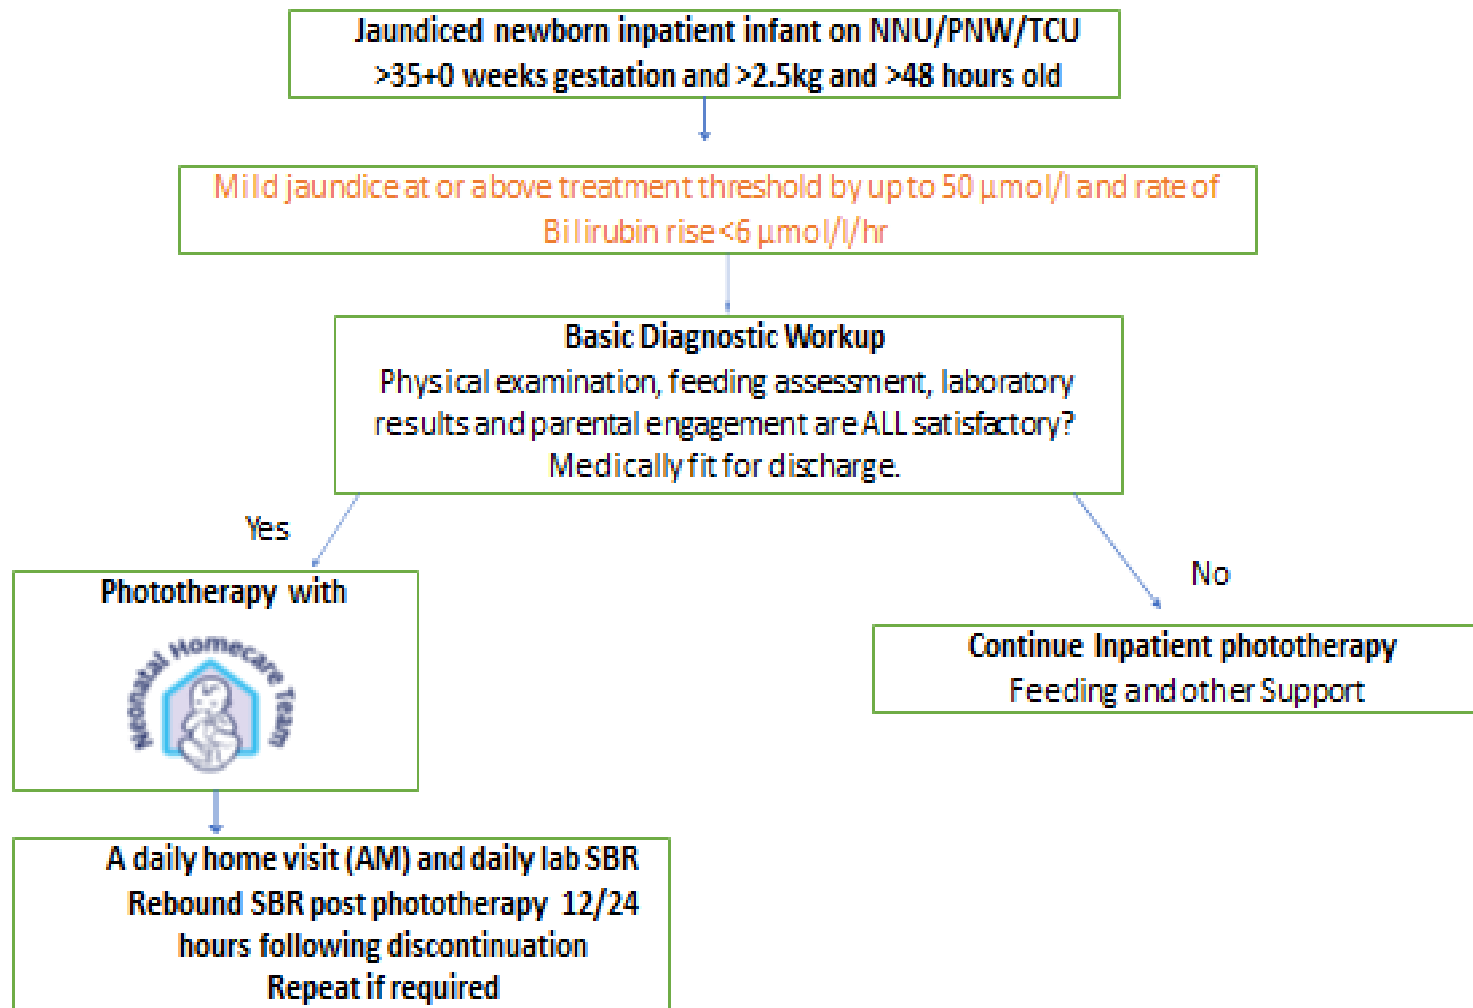 Jaundiced newborn inpatient infant on NNU/PNW/TCU
>35+0 weeks gestation and >2.5kg and >48 hours old
Mild jaundice at or above treatment threshold by up to 50 μmol/l and rate of
Bilirubin rise <6 μmol/l/hr
Basic Diagnostic Workup
Physical examination, feeding assessment, laboratory
results and parental engagement are ALL satisfactory?
Medically fit for discharge.
Yes
No
Phototherapy with
Neonatal Homecare Team
Continue Inpatient phototherapy
Feeding and other Support
A daily home visit (AM) and daily lab SBR
Rebound SBR post phototherapy 12/24
hours following discontinuation
Repeat if required